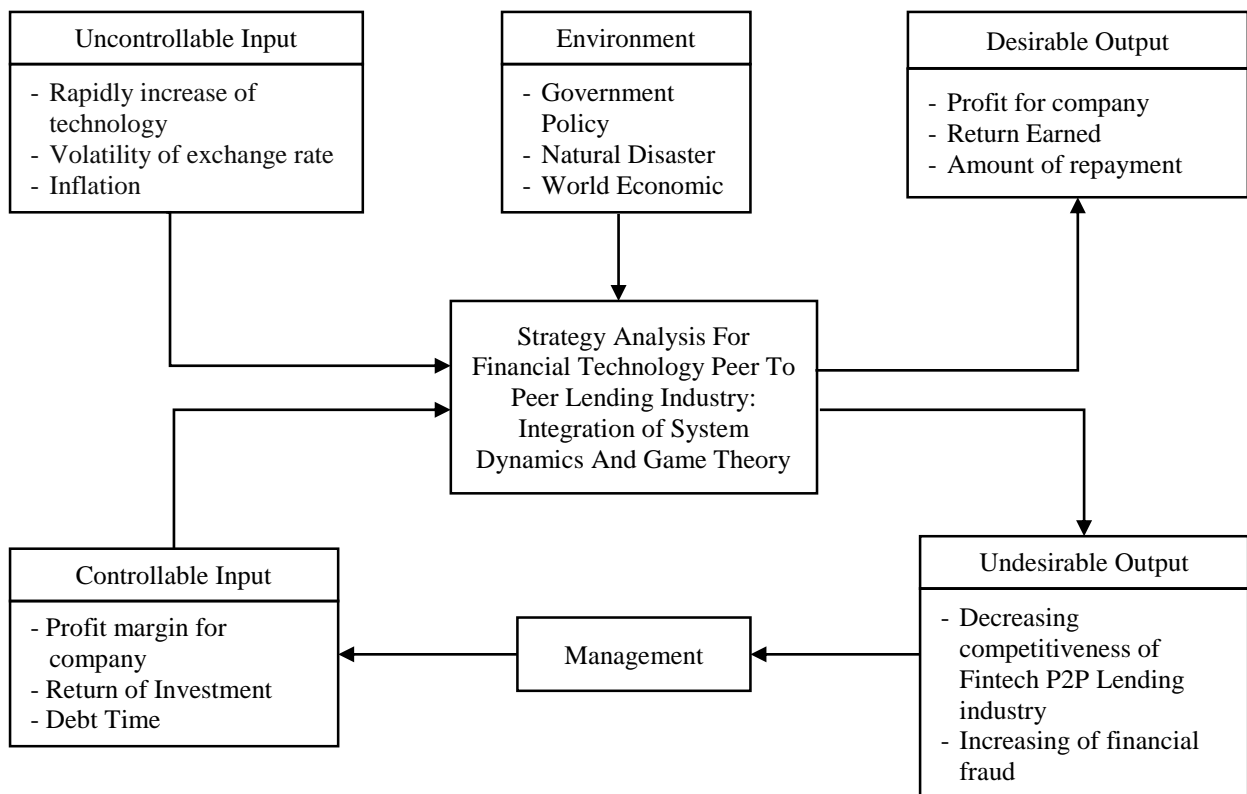 Uncontrollable Input
- Rapidly increase of
technology
- Volatility of exchange rate
- Inflation
Environment
- Government
Policy
- Natural Disaster
- World Economic
Desirable Output
- Profit for company
- Return Earned
- Amount of repayment
Strategy Analysis For
Financial Technology Peer To
Peer Lending Industry:
Integration of System
Dynamics And Game Theory
Controllable Input
- Profit margin for
company
- Return of Investment
- Debt Time
Management
Undesirable Output
- Decreasing
competitiveness of
Fintech P2P Lending
industry
- Increasing of financial
fraud